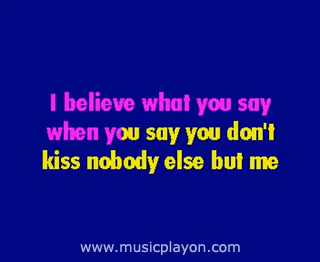 I believe what you say
when you say you don't
kiss nobody else but me
www.musicplayon.com